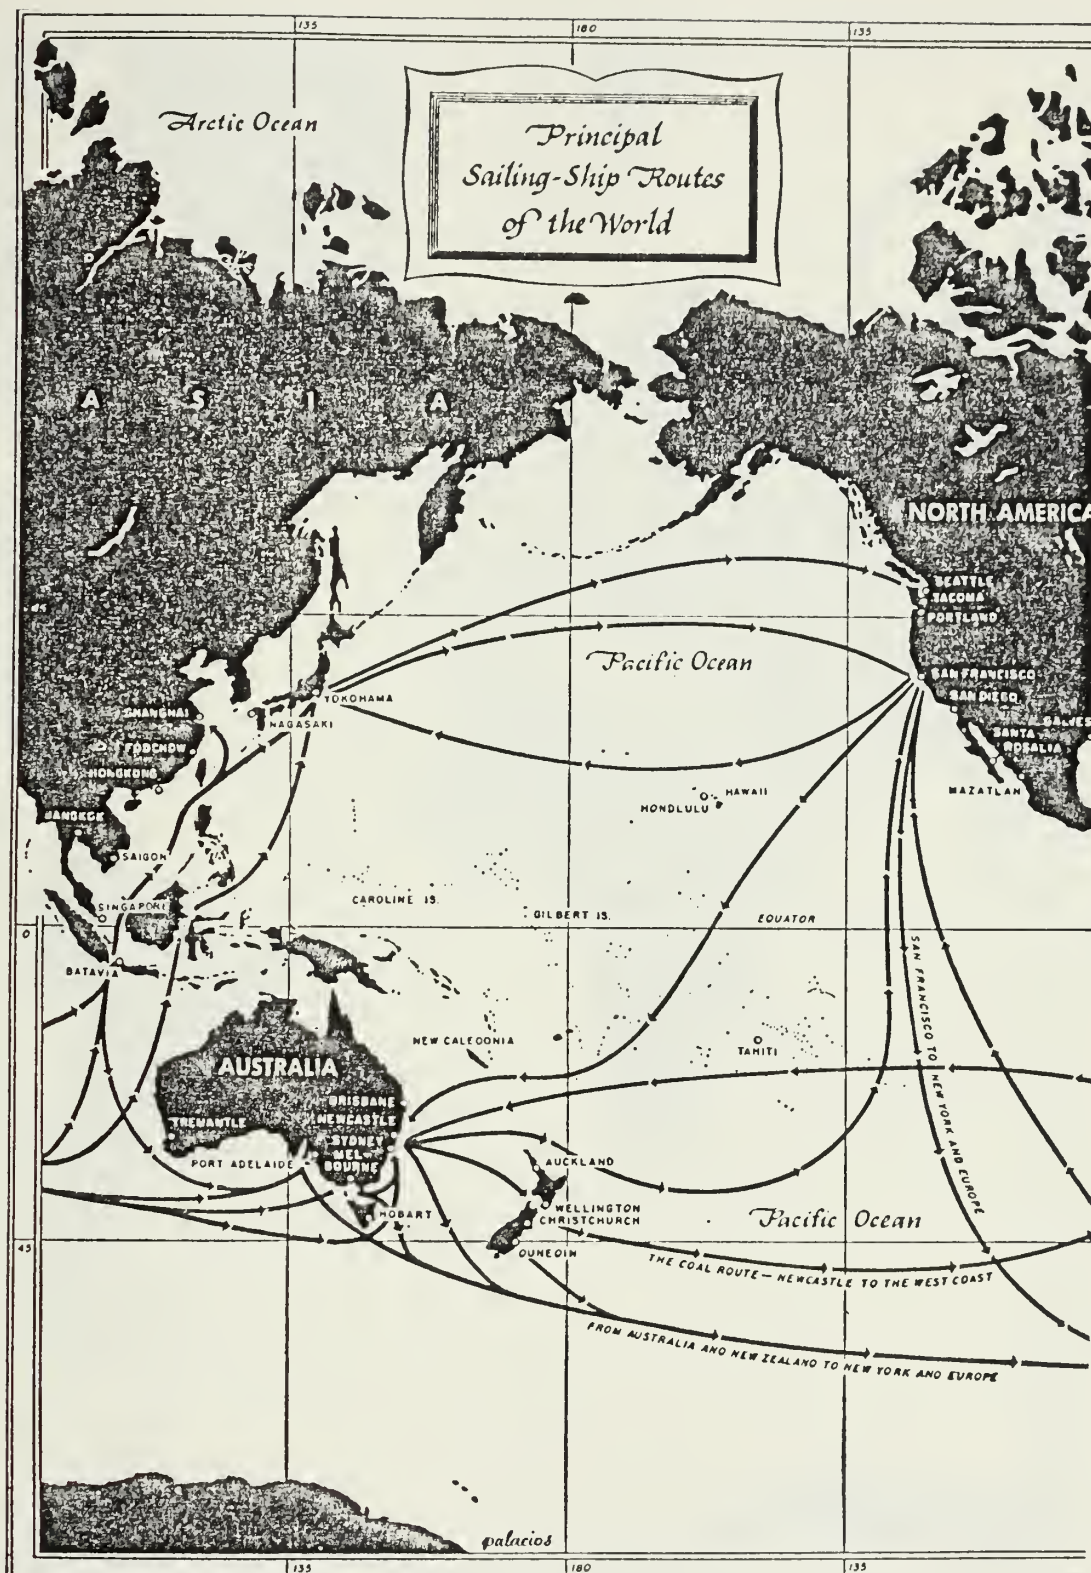 135
180
135
Arctic Ocean
Principal
Sailing-Ship Routes
of the World
A S I A
NORTH AMERICA
SEATTLE
TACOMA
PORTLAND
45
Pacific Ocean
SAN FRANCISCO
SAN DIEGO
YOKOHAMA
SHANGHAI
NAGASAKI
SANTA
ROSALIA
FOOCHOW
HONGKONG
HAWAII
HONOLULU
MAZATLAN
BANGKOK
SAIGON
CAROLINE IS.
SINGAPORE
GILBERT IS.
EQUATOR
0
BATAVIA
SAN FRANCISCO TO NEW YORK AND EUROPE
NEW CALEDONIA
TAHITI
AUSTRALIA
BRISBANE
NEWCASTLE
SYDNEY
MEL-
BOURNE
PORT ADELAIDE
AUCKLAND
HOBART
WELLINGTON
CHRISTCHURCH
DUNEDIN
Pacific Ocean
45
THE COAL ROUTE — NEWCASTLE TO THE WEST COAST
FROM AUSTRALIA AND NEW ZEALAND TO NEW YORK AND EUROPE
palacios
135
180
135